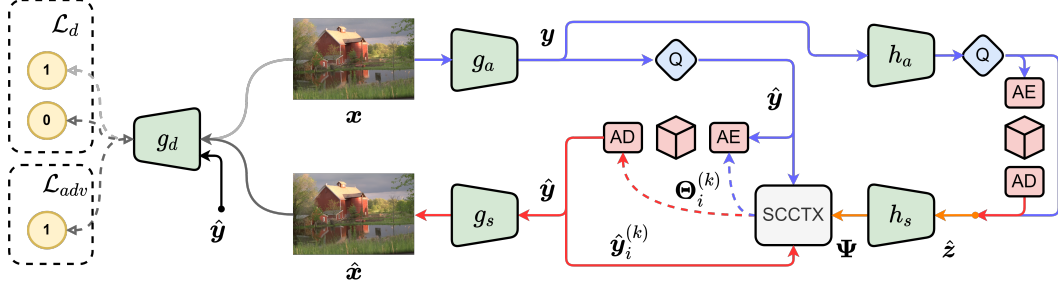 𝓛_d
1
0
𝓛_adv
1
g_d
ŷ
x
x̂
g_a
y
Q
ŷ
AD
AE
Θ_i^(k)
g_s
ŷ
ŷ_i^(k)
SCCTX
Ψ
h_a
Q
AE
AD
h_s
ẑ